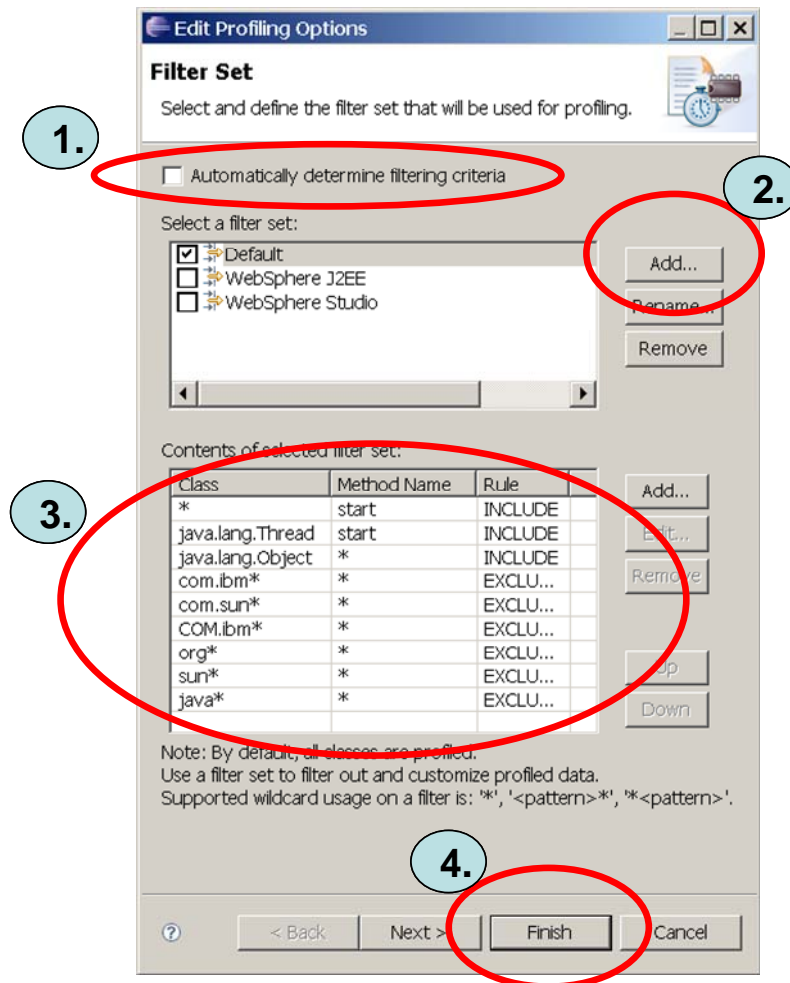 Edit Profiling Options
Filter Set
Select and define the filter set that will be used for profiling.
1.
Automatically determine filtering criteria
2.
Select a filter set:
Default
WebSphere J2EE
WebSphere Studio
Add...
Rename...
Remove
Contents of selected filter set:
3.
Class Method Name Rule
* start INCLUDE
java.lang.Thread start INCLUDE
java.lang.Object * INCLUDE
com.ibm* * EXCLU...
com.sun* * EXCLU...
COM.ibm* * EXCLU...
org* * EXCLU...
sun* * EXCLU...
java* * EXCLU...
Add...
Edit...
Remove
Up
Down
Note: By default, all classes are profiled.
Use a filter set to filter out and customize profiled data.
Supported wildcard usage on a filter is: '*', '<pattern>*', '*<pattern>'.
4.
? < Back Next > Finish Cancel